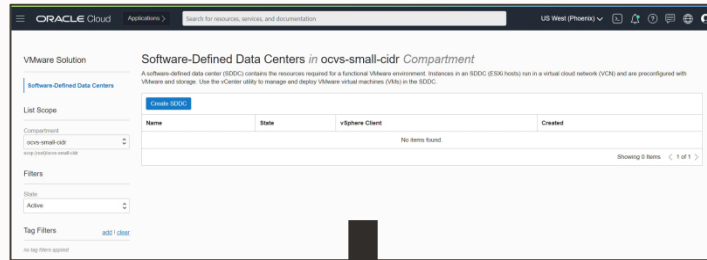 ORACLE Cloud
Applications >
Search for resources, services, and documentation
US West (Phoenix)
VMware Solution
Software-Defined Data Centers
List Scope
Compartment
ocvs-small-cidr
Filters
State
Active
Tag Filters
add | clear
no tag filters applied
Software-Defined Data Centers in ocvs-small-cidr Compartment
A software-defined data center (SDDC) contains the resources required for a functional VMware environment. Instances in an SDDC (ESXi hosts) run in a virtual cloud network (VCN) and are preconfigured with
VMware and storage. Use the vCenter utility to manage and deploy VMware virtual machines (VMs) in the SDDC.
Create SDDC
Name State vSphere Client Created
No items found.
Showing 0 items < 1 of 1 >